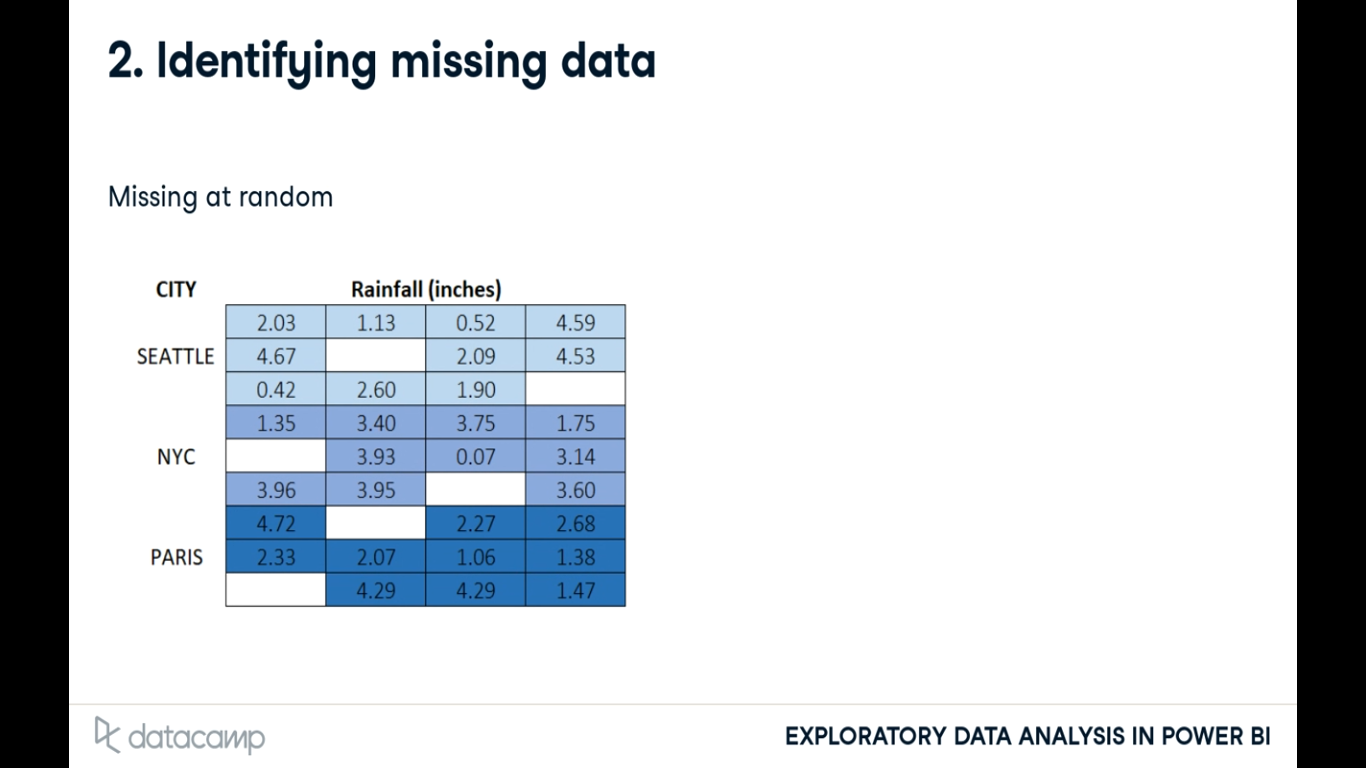 2. Identifying missing data
Missing at random
CITY Rainfall (inches)
2.03 1.13 0.52 4.59
SEATTLE 4.67 2.09 4.53
0.42 2.60 1.90
1.35 3.40 3.75 1.75
NYC 3.93 0.07 3.14
3.96 3.95 3.60
4.72 2.27 2.68
PARIS 2.33 2.07 1.06 1.38
4.29 4.29 1.47
datacamp EXPLORATORY DATA ANALYSIS IN POWER BI